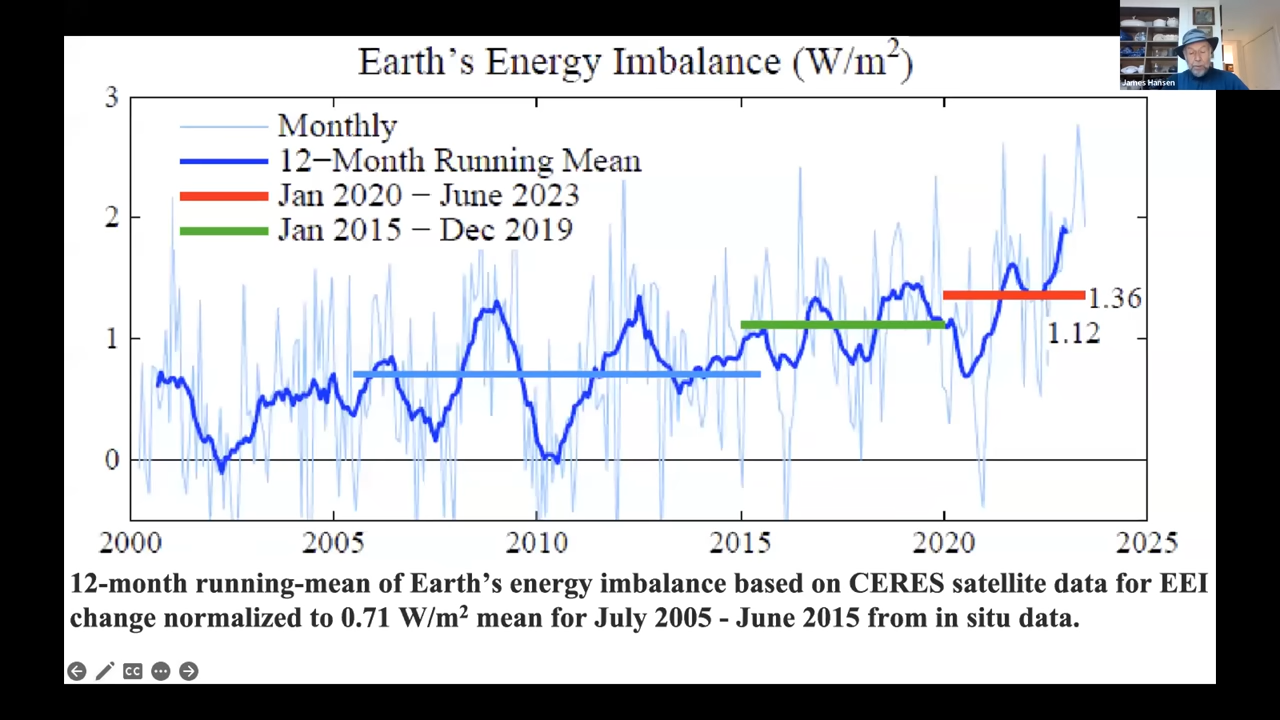 James Hansen
Earth's Energy Imbalance (W/m²)
3
2
1
0
Monthly
12−Month Running Mean
Jan 2020 − June 2023
Jan 2015 − Dec 2019
1.36
1.12
2000 2005 2010 2015 2020 2025
12-month running-mean of Earth's energy imbalance based on CERES satellite data for EEI
change normalized to 0.71 W/m² mean for July 2005 - June 2015 from in situ data.
CC